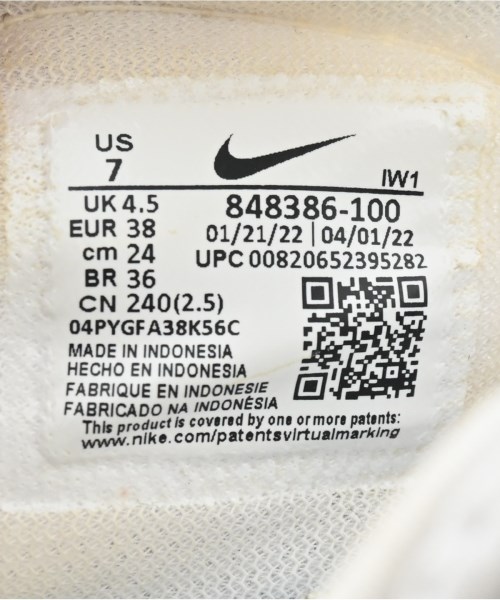 US
7
IW1
UK 4.5
EUR 38
cm 24
BR 36
CN 240(2.5)
848386-100
01/21/22 | 04/01/22
UPC 00820652395282
04PYGFA38K56C
MADE IN INDONESIA
HECHO EN INDONESIA
FABRIQUE EN INDONESIE
FABRICADO NA INDONÉSIA
This product is covered by one or more patents:
www.nike.com/patentsvirtualmarking